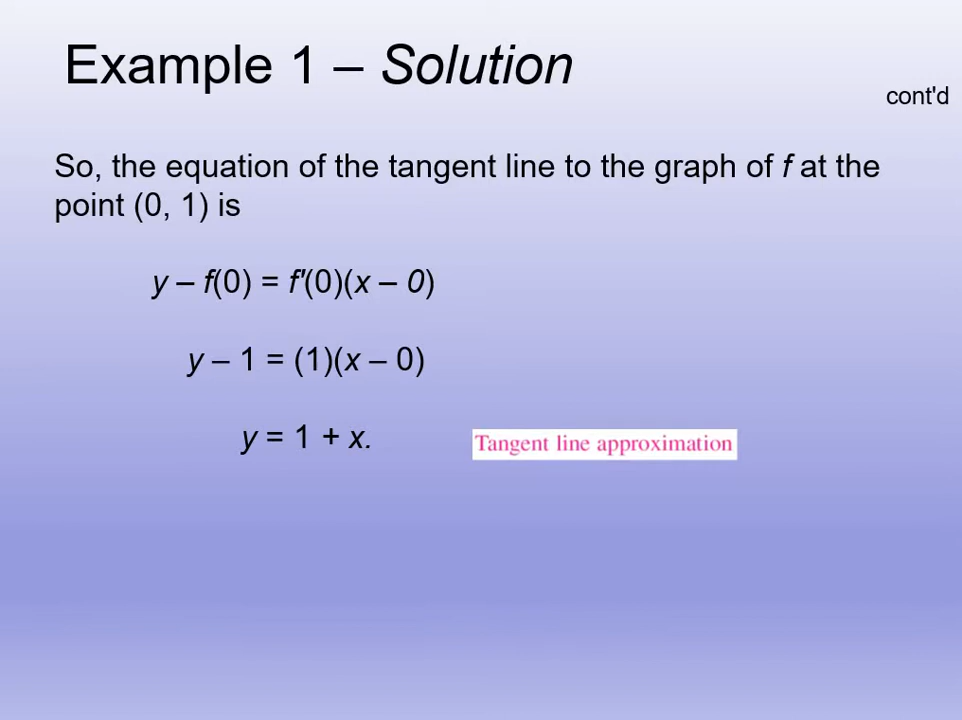 Example 1 – Solution
cont'd
So, the equation of the tangent line to the graph of f at the
point (0, 1) is
y – f(0) = f'(0)(x – 0)
y – 1 = (1)(x – 0)
y = 1 + x.
Tangent line approximation